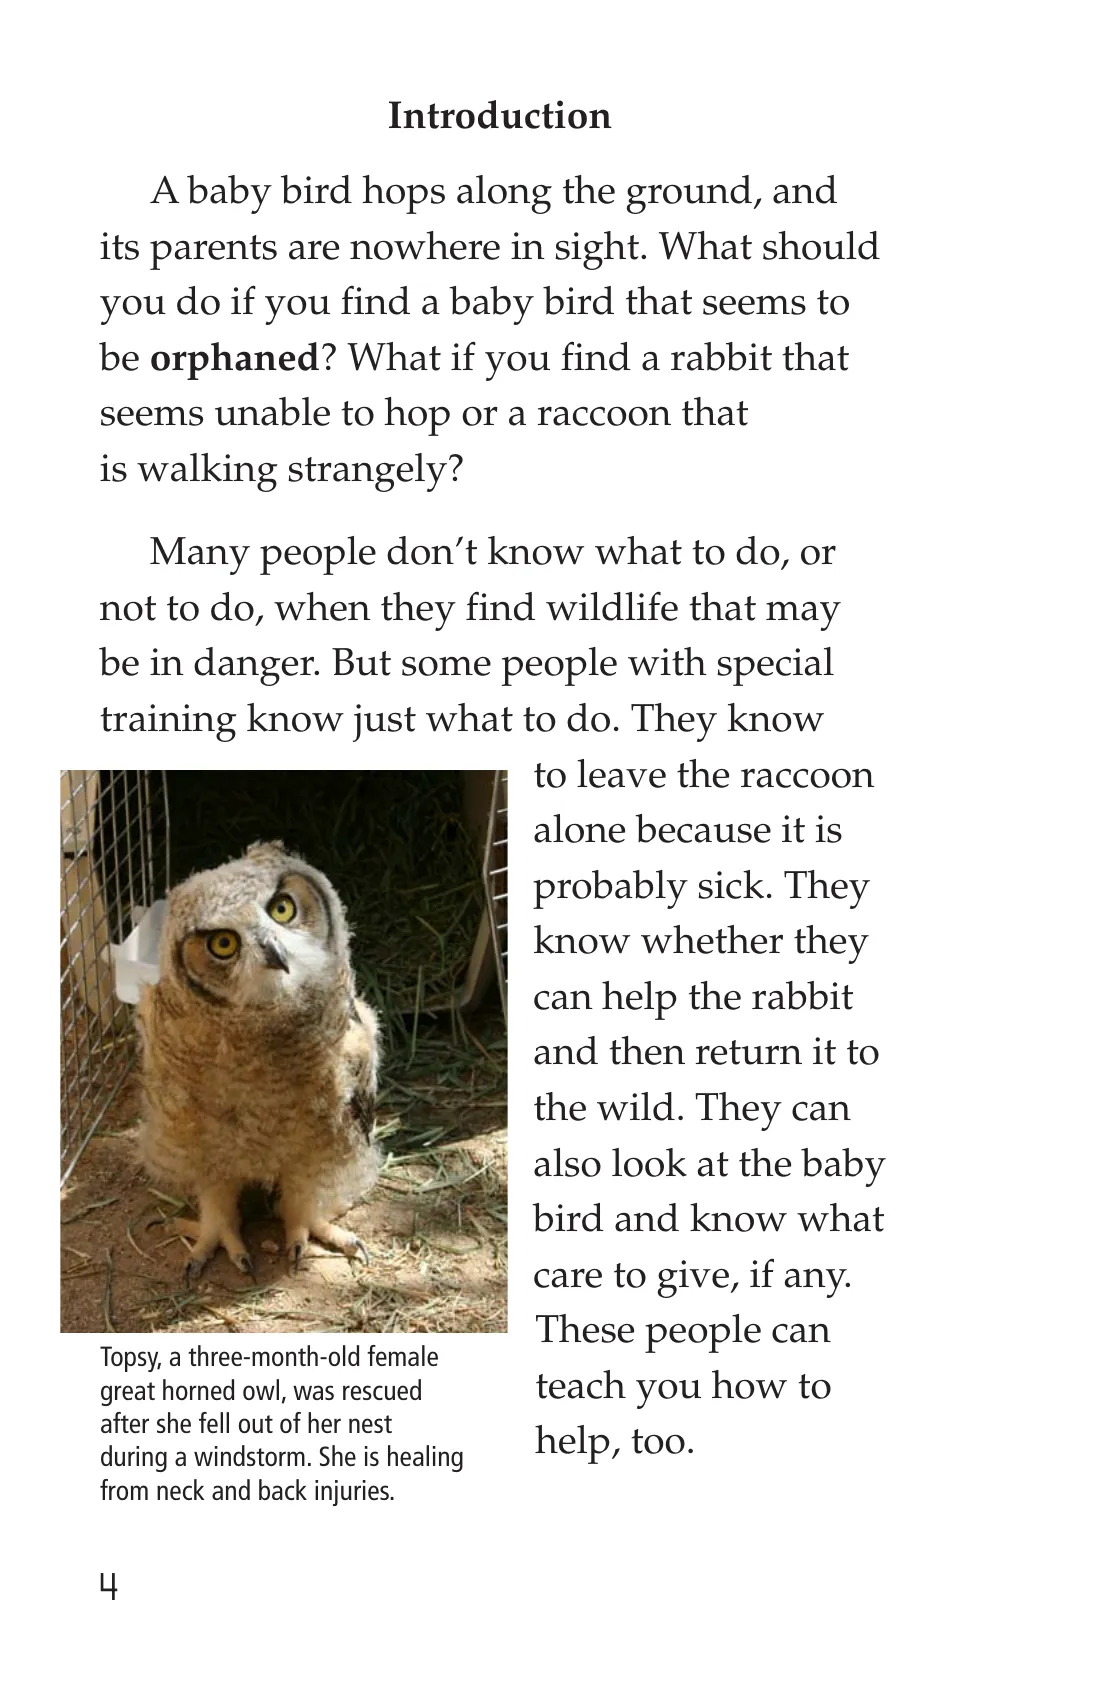 Introduction
A baby bird hops along the ground, and
its parents are nowhere in sight. What should
you do if you find a baby bird that seems to
be orphaned? What if you find a rabbit that
seems unable to hop or a raccoon that
is walking strangely?
Many people don’t know what to do, or
not to do, when they find wildlife that may
be in danger. But some people with special
training know just what to do. They know
to leave the raccoon
alone because it is
probably sick. They
know whether they
can help the rabbit
and then return it to
the wild. They can
also look at the baby
bird and know what
care to give, if any.
These people can
teach you how to
help, too.
Topsy, a three-month-old female
great horned owl, was rescued
after she fell out of her nest
during a windstorm. She is healing
from neck and back injuries.
4